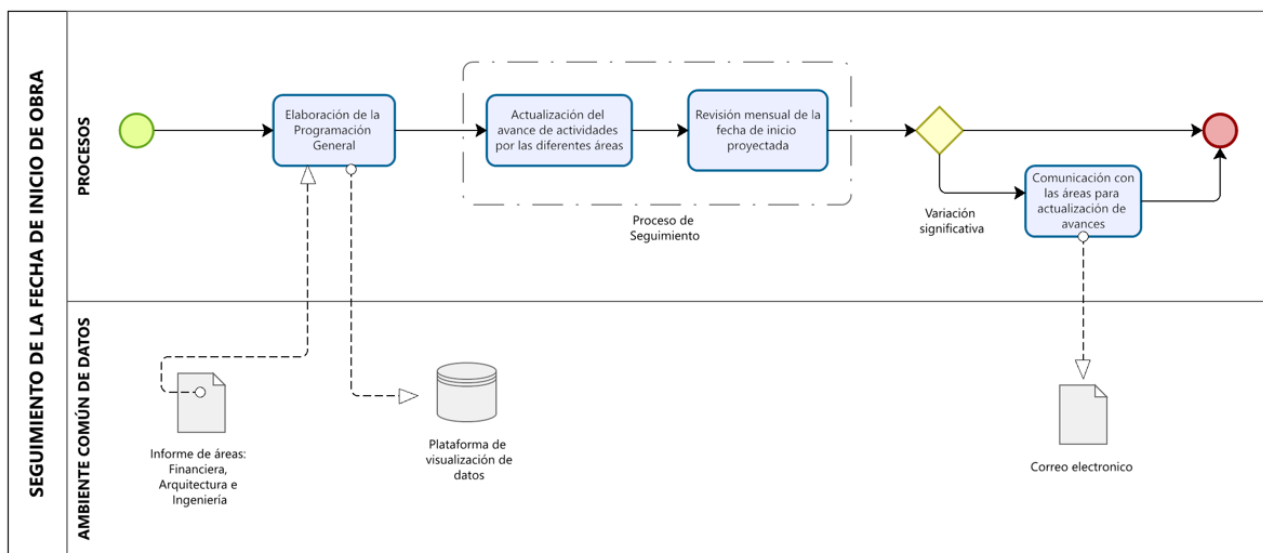 SEGUIMIENTO DE LA FECHA DE INICIO DE OBRA
PROCESOS
Elaboración de la
Programación
General
Actualización del
avance de actividades
por las diferentes áreas
Revisión mensual de la
fecha de inicio
proyectada
Proceso de
Seguimiento
Variación
significativa
Comunicación con
las áreas para
actualización de
avances
AMBIENTE COMÚN DE DATOS
Informe de áreas:
Financiera,
Arquitectura e
Ingeniería
Plataforma de
visualización de
datos
Correo electronico